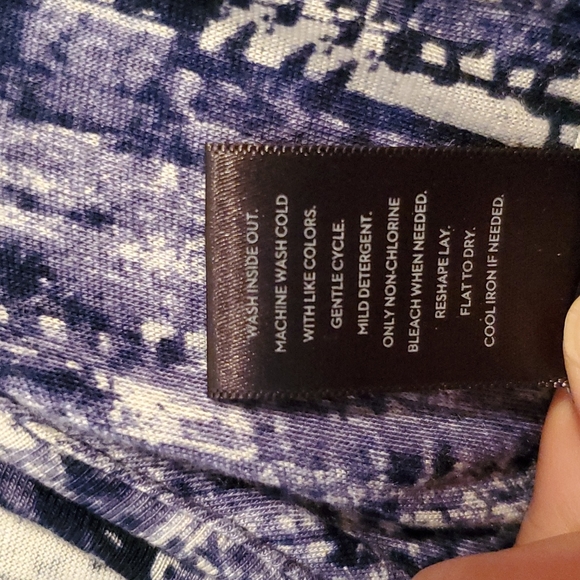 WASH INSIDE OUT.
MACHINE WASH COLD
WITH LIKE COLORS.
GENTLE CYCLE.
MILD DETERGENT.
ONLY NON-CHLORINE
BLEACH WHEN NEEDED.
RESHAPE LAY.
FLAT TO DRY.
COOL IRON IF NEEDED.